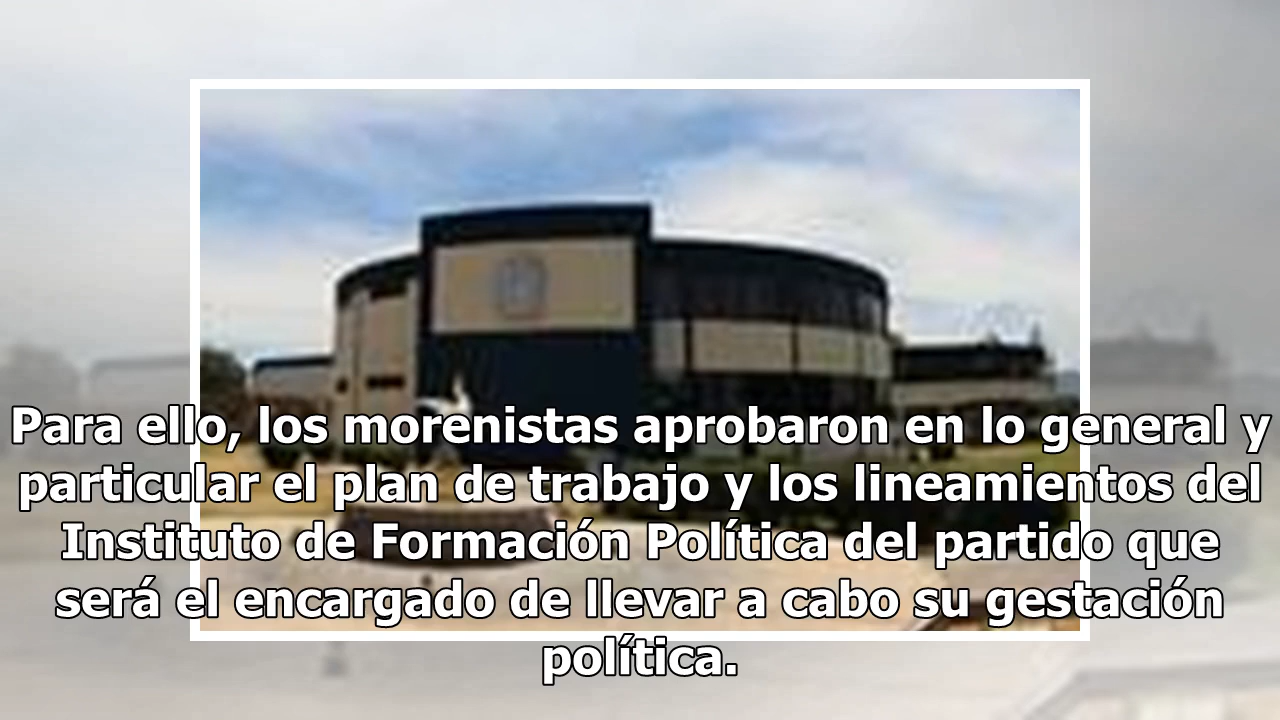 Para ello, los morenistas aprobaron en lo general y
particular el plan de trabajo y los lineamientos del
Instituto de Formación Política del partido que
será el encargado de llevar a cabo su gestación
política.